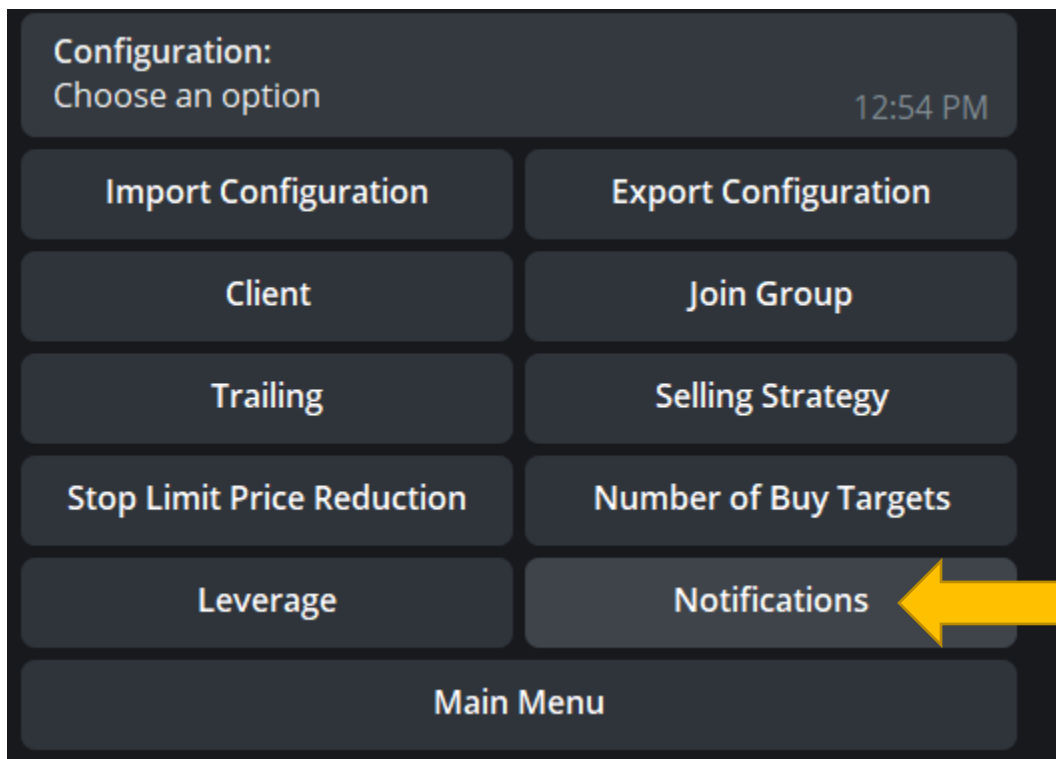 Configuration:
Choose an option
12:54 PM
Import Configuration
Export Configuration
Client
Join Group
Trailing
Selling Strategy
Stop Limit Price Reduction
Number of Buy Targets
Leverage
Notifications
Main Menu